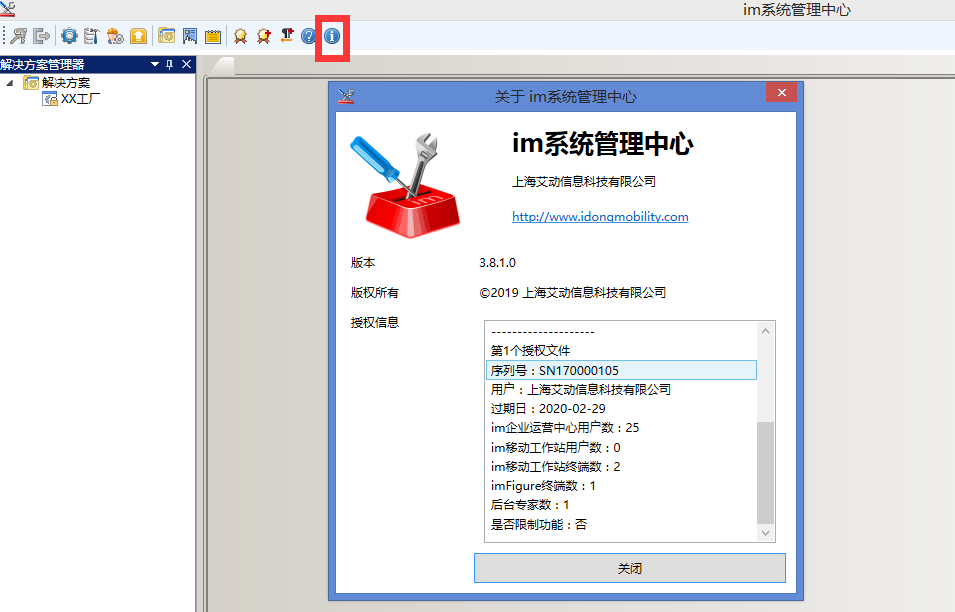 im系统管理中心
解决方案管理器
解决方案
XX工厂
关于 im系统管理中心
im
im系统管理中心
上海艾动信息科技有限公司
http://www.idongmobility.com
版本 3.8.1.0
版权所有 ©2019 上海艾动信息科技有限公司
授权信息
--------------------
第1个授权文件
序列号：SN170000105
用户：上海艾动信息科技有限公司
过期日：2020-02-29
im企业运营中心用户数：25
im移动工作站用户数：0
im移动工作站终端数：2
imFigure终端数：1
后台专家数：1
是否限制功能：否
关闭